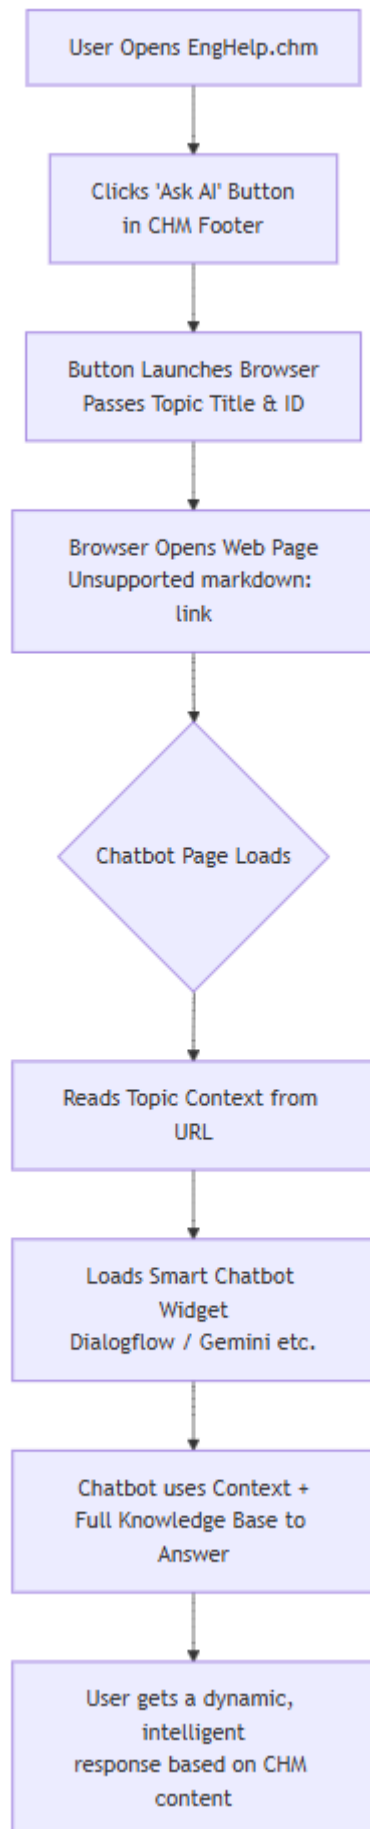 User Opens EngHelp.chm
Clicks 'Ask AI' Button
in CHM Footer
Button Launches Browser
Passes Topic Title & ID
Browser Opens Web Page
Unsupported markdown:
link
Chatbot Page Loads
Reads Topic Context from
URL
Loads Smart Chatbot
Widget
Dialogflow / Gemini etc.
Chatbot uses Context +
Full Knowledge Base to
Answer
User gets a dynamic,
intelligent
response based on CHM
content